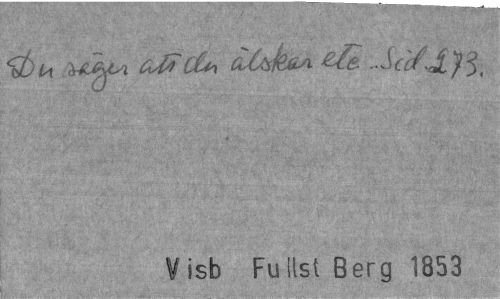 Du säger att du älskar etc. Sid. 273.
Visb Fullst Berg 1853